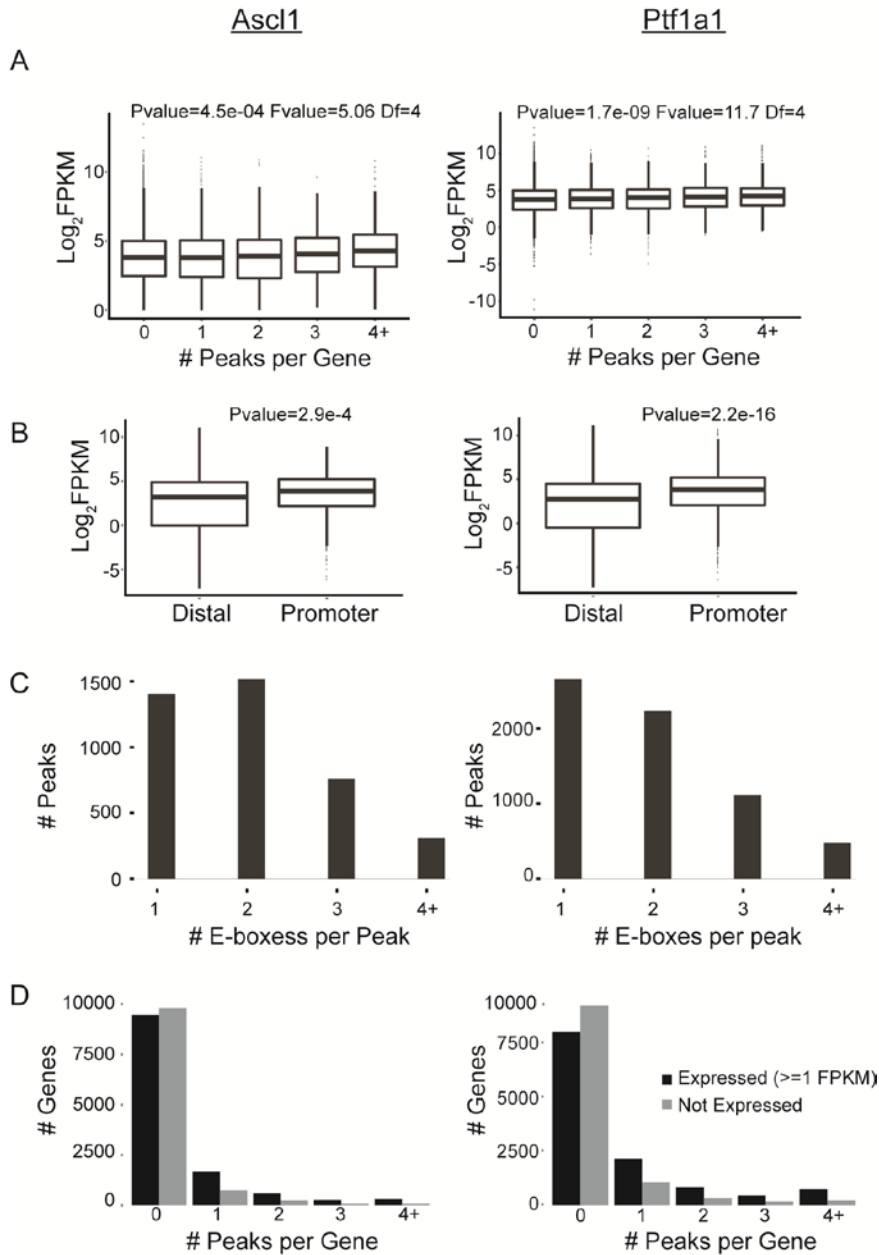 Ascl1
Ptf1a1
A
Pvalue=4.5e-04 Fvalue=5.06 Df=4
Log2FPKM
10
5
0
0 1 2 3 4+
# Peaks per Gene
Pvalue=1.7e-09 Fvalue=11.7 Df=4
Log2FPKM
10
5
0
-5
-10
0 1 2 3 4+
# Peaks per Gene
B
Pvalue=2.9e-4
Log2FPKM
10
5
0
-5
Distal Promoter
Pvalue=2.2e-16
Log2FPKM
10
5
0
-5
Distal Promoter
C
# Peaks
1500
1000
500
0
1 2 3 4+
# E-boxess per Peak
# Peaks
2000
1000
0
1 2 3 4+
# E-boxes per peak
D
# Genes
10000
7500
5000
2500
0
0 1 2 3 4+
# Peaks per Gene
# Genes
10000
7500
5000
2500
0
Expressed (>=1 FPKM)
Not Expressed
0 1 2 3 4+
# Peaks per Gene